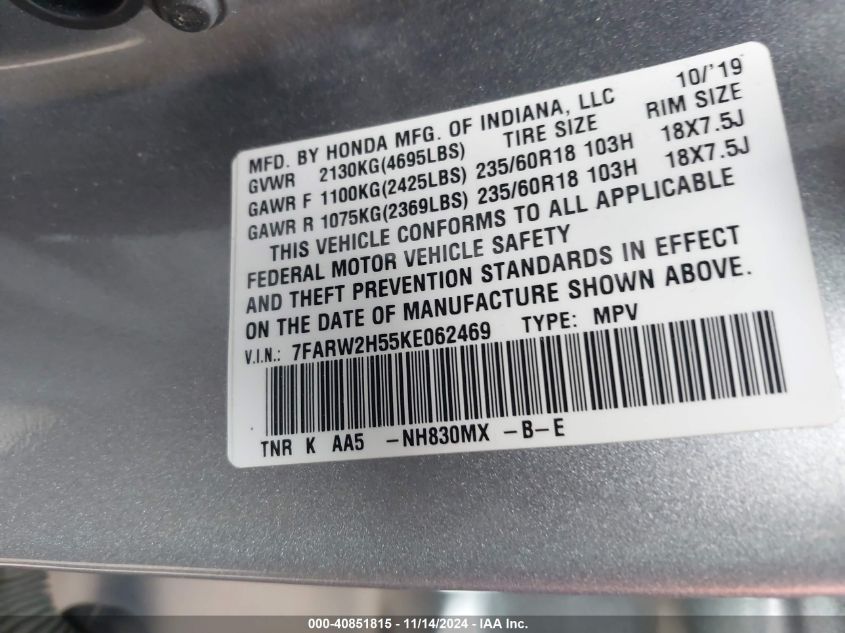 MFD. BY HONDA MFG. OF INDIANA, LLC 10/'19
GVWR 2130KG(4695LBS) TIRE SIZE RIM SIZE
GAWR F 1100KG(2425LBS) 235/60R18 103H 18X7.5J
GAWR R 1075KG(2369LBS) 235/60R18 103H 18X7.5J
THIS VEHICLE CONFORMS TO ALL APPLICABLE
FEDERAL MOTOR VEHICLE SAFETY
AND THEFT PREVENTION STANDARDS IN EFFECT
ON THE DATE OF MANUFACTURE SHOWN ABOVE.
V.I.N.: 7FARW2H55KE062469 TYPE: MPV
TNR K AA5 -NH830MX -B-E
000-40851815 - 11/14/2024 - IAA Inc.